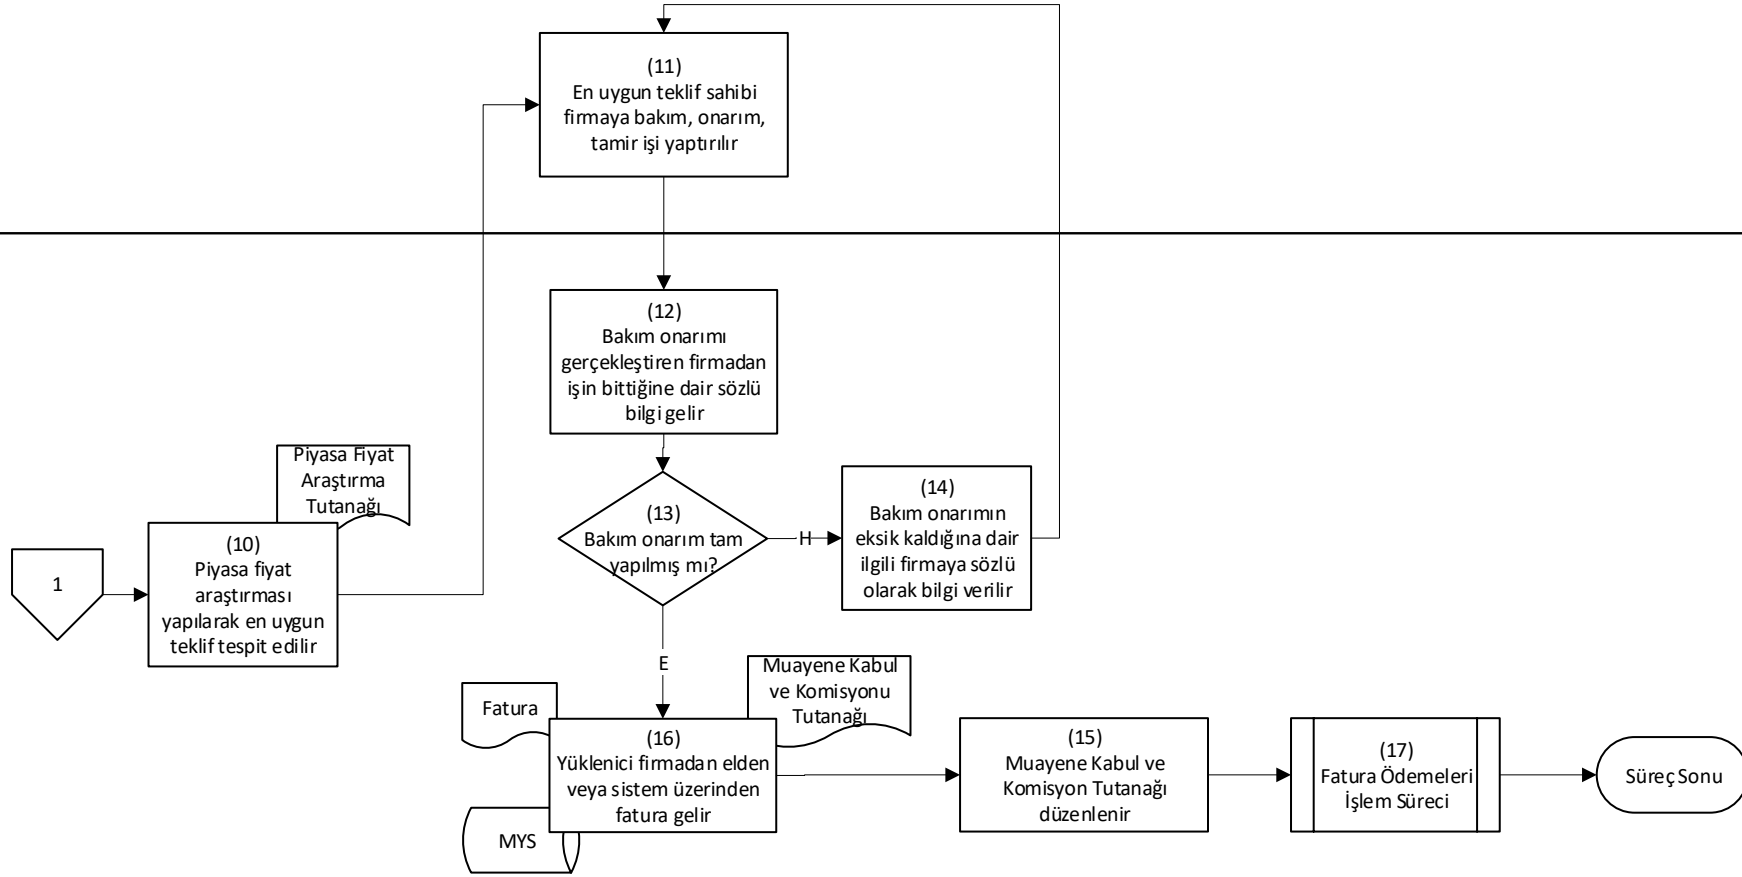 (11)
En uygun teklif sahibi
firmaya bakım, onarım,
tamir işi yaptırılır
(12)
Bakım onarımı
gerçekleştiren firmadan
işin bittiğine dair sözlü
bilgi gelir
Piyasa Fiyat
Araştırma
Tutanağı
(10)
Piyasa fiyat
araştırması
yapılarak en uygun
teklif tespit edilir
1
(13)
Bakım onarım tam
yapılmış mı?
H
(14)
Bakım onarımın
eksik kaldığına dair
ilgili firmaya sözlü
olarak bilgi verilir
E
Fatura
Muayene Kabul
ve Komisyonu
Tutanağı
(16)
Yüklenici firmadan elden
veya sistem üzerinden
fatura gelir
MYS
(15)
Muayene Kabul ve
Komisyon Tutanağı
düzenlenir
(17)
Fatura Ödemeleri
İşlem Süreci
Süreç Sonu